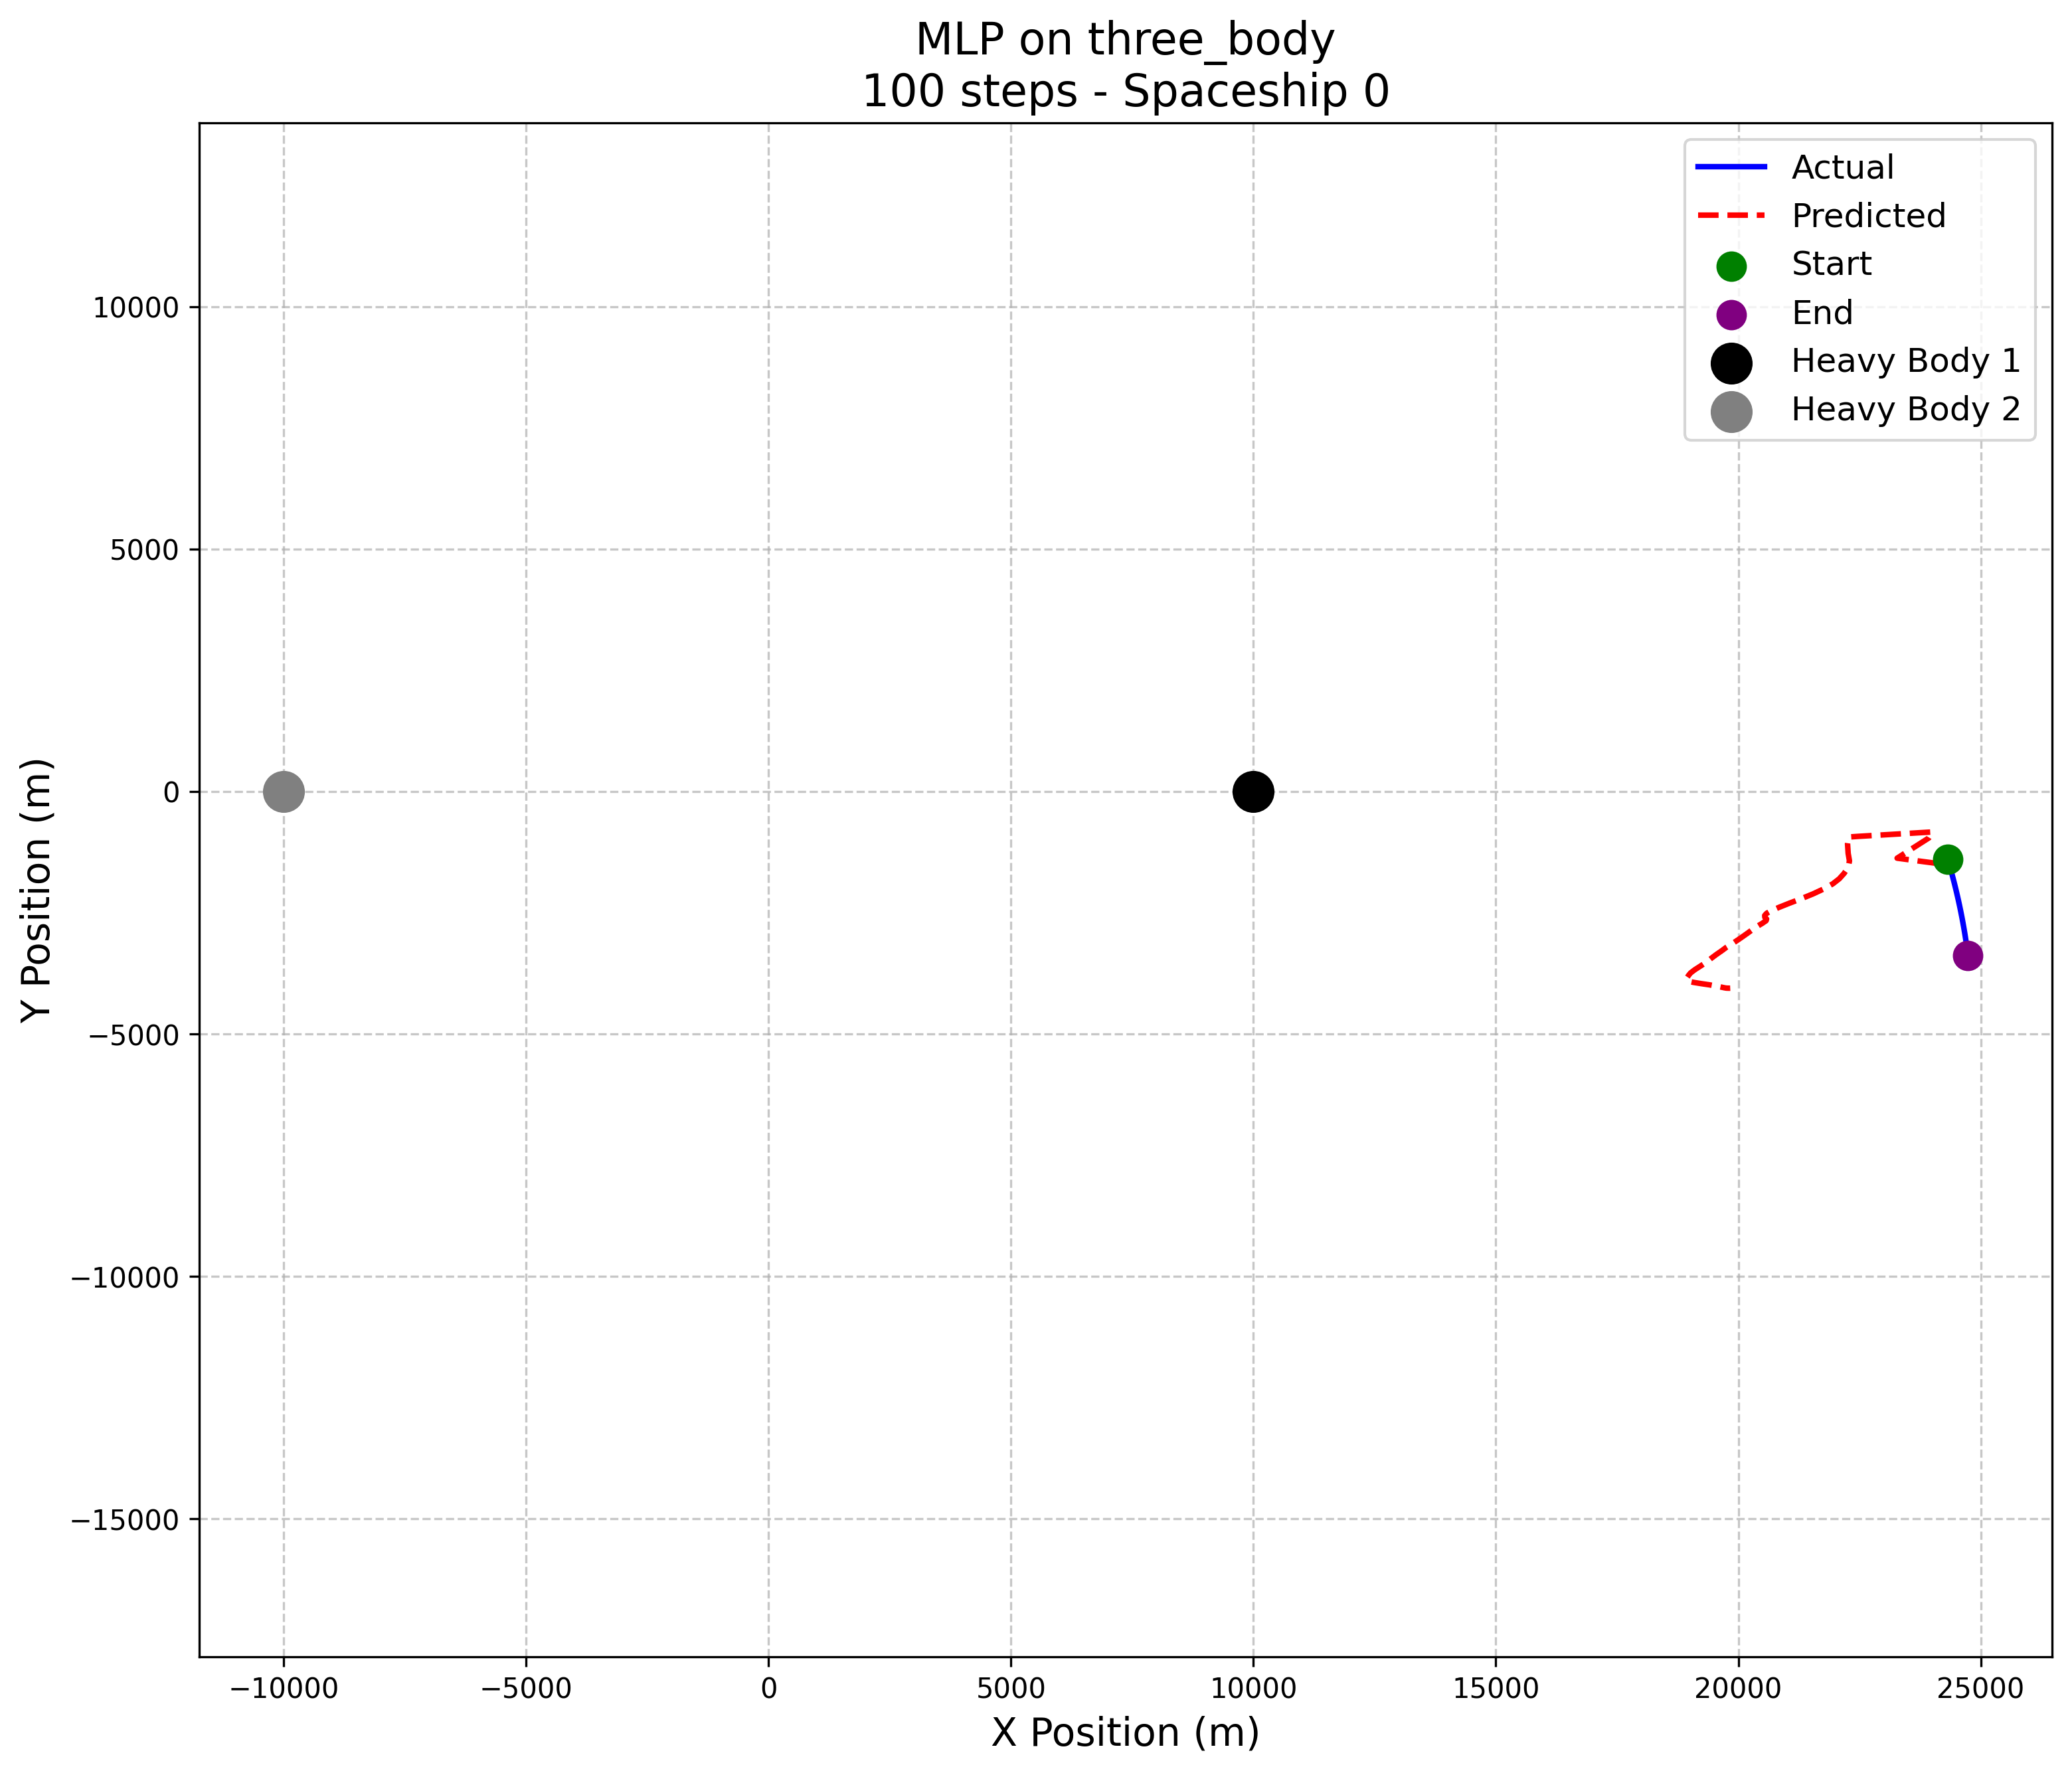 MLP on three_body
100 steps - Spaceship 0
Actual
Predicted
Start
End
Heavy Body 1
Heavy Body 2
Y Position (m)
10000
5000
0
−5000
−10000
−15000
−10000
−5000
0
5000
10000
15000
20000
25000
X Position (m)